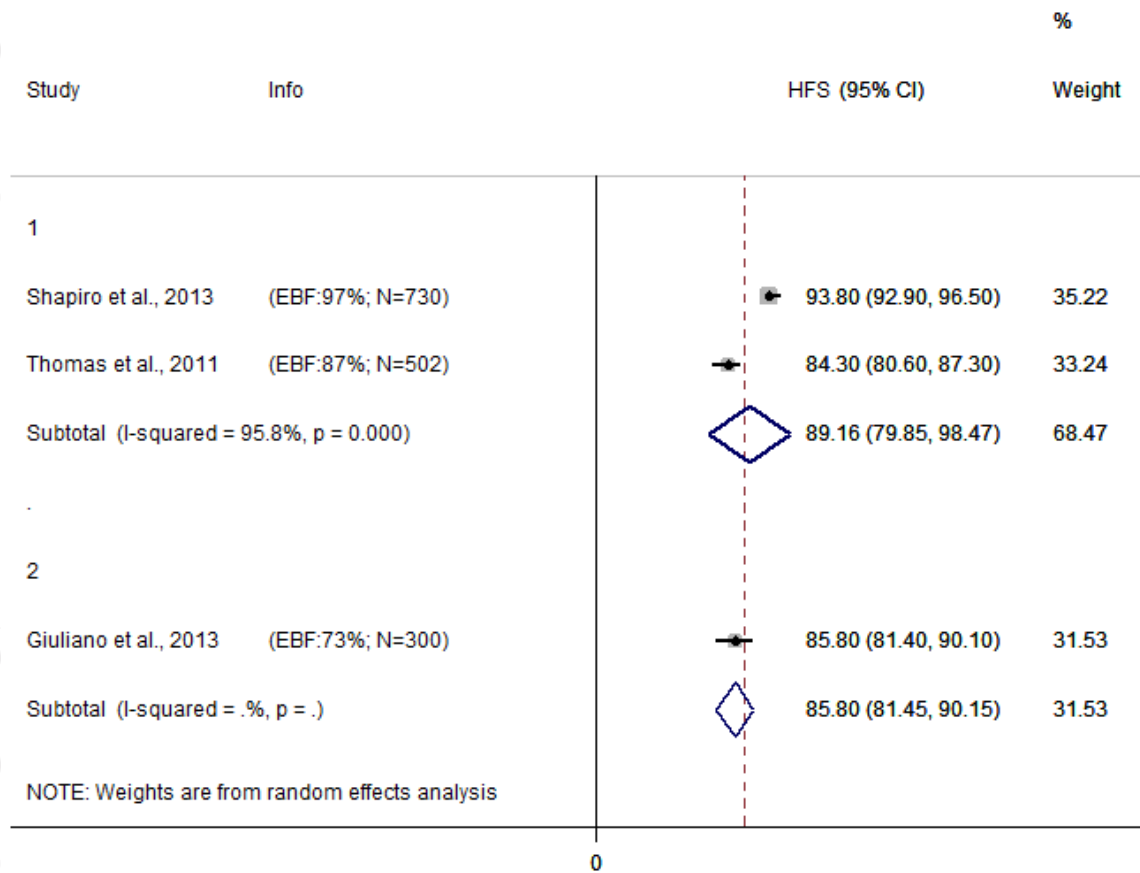 %
Study Info HFS (95% CI) Weight
1
Shapiro et al., 2013 (EBF:97%; N=730) 93.80 (92.90, 96.50) 35.22
Thomas et al., 2011 (EBF:87%; N=502) 84.30 (80.60, 87.30) 33.24
Subtotal (I-squared = 95.8%, p = 0.000) 89.16 (79.85, 98.47) 68.47
.
2
Giuliano et al., 2013 (EBF:73%; N=300) 85.80 (81.40, 90.10) 31.53
Subtotal (I-squared = .%, p = .) 85.80 (81.45, 90.15) 31.53
NOTE: Weights are from random effects analysis
0